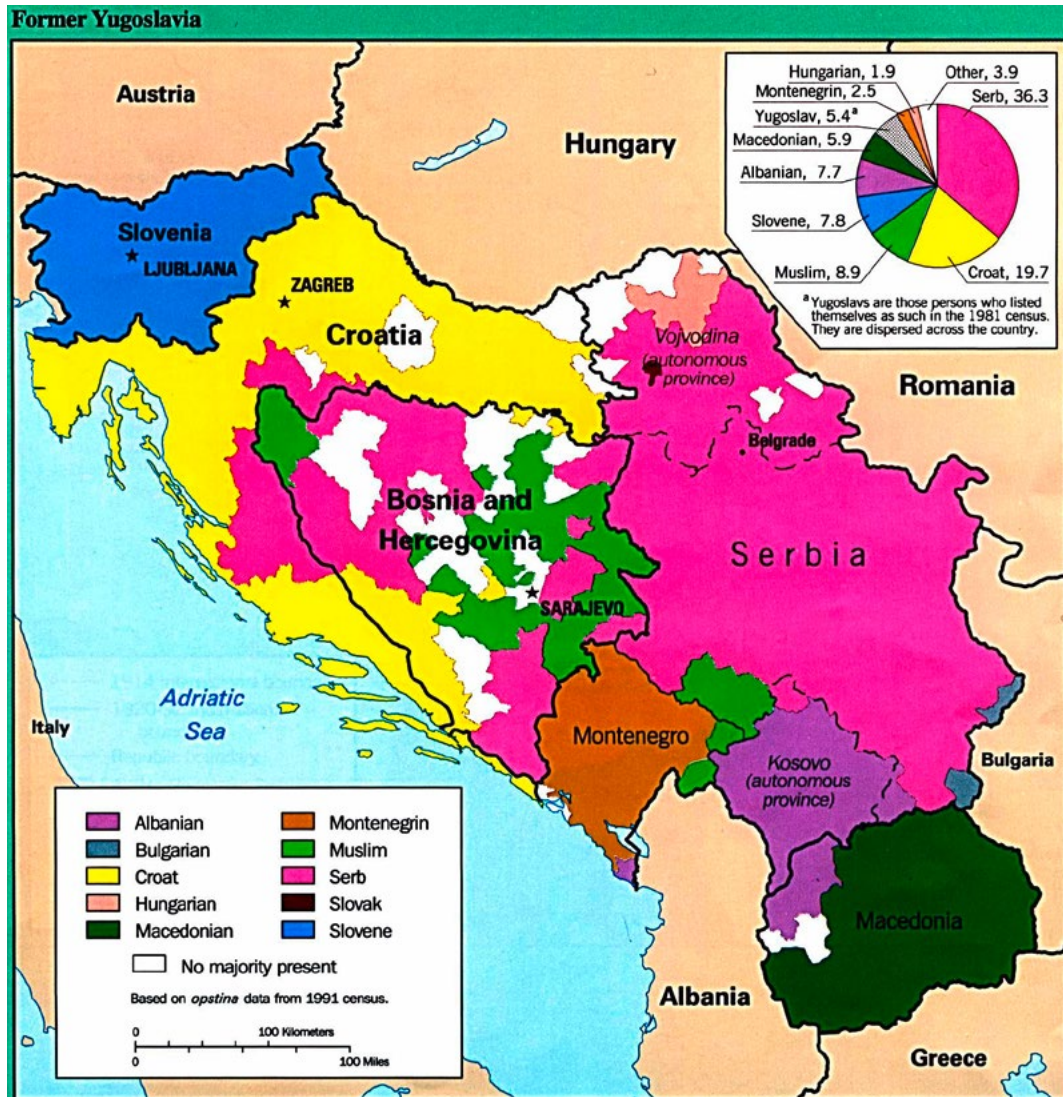 Former Yugoslavia
Austria
Hungary
Hungarian, 1.9
Other, 3.9
Montenegrin, 2.5
Serb, 36.3
Yugoslav, 5.4ᵃ
Macedonian, 5.9
Albanian, 7.7
Slovene, 7.8
Muslim, 8.9
Croat, 19.7
ᵃ Yugoslavs are those persons who listed
themselves as such in the 1981 census.
They are dispersed across the country.
Slovenia
LJUBLJANA
ZAGREB
Croatia
Vojvodina
(autonomous
province)
Romania
Belgrade
Bosnia and
Hercegovina
Serbia
SARAJEVO
Adriatic
Sea
Italy
Montenegro
Kosovo
(autonomous
province)
Bulgaria
Macedonia
Albania
Greece
Albanian
Bulgarian
Croat
Hungarian
Macedonian
Montenegrin
Muslim
Serb
Slovak
Slovene
No majority present
Based on opstina data from 1991 census.
0 100 Kilometers
0 100 Miles